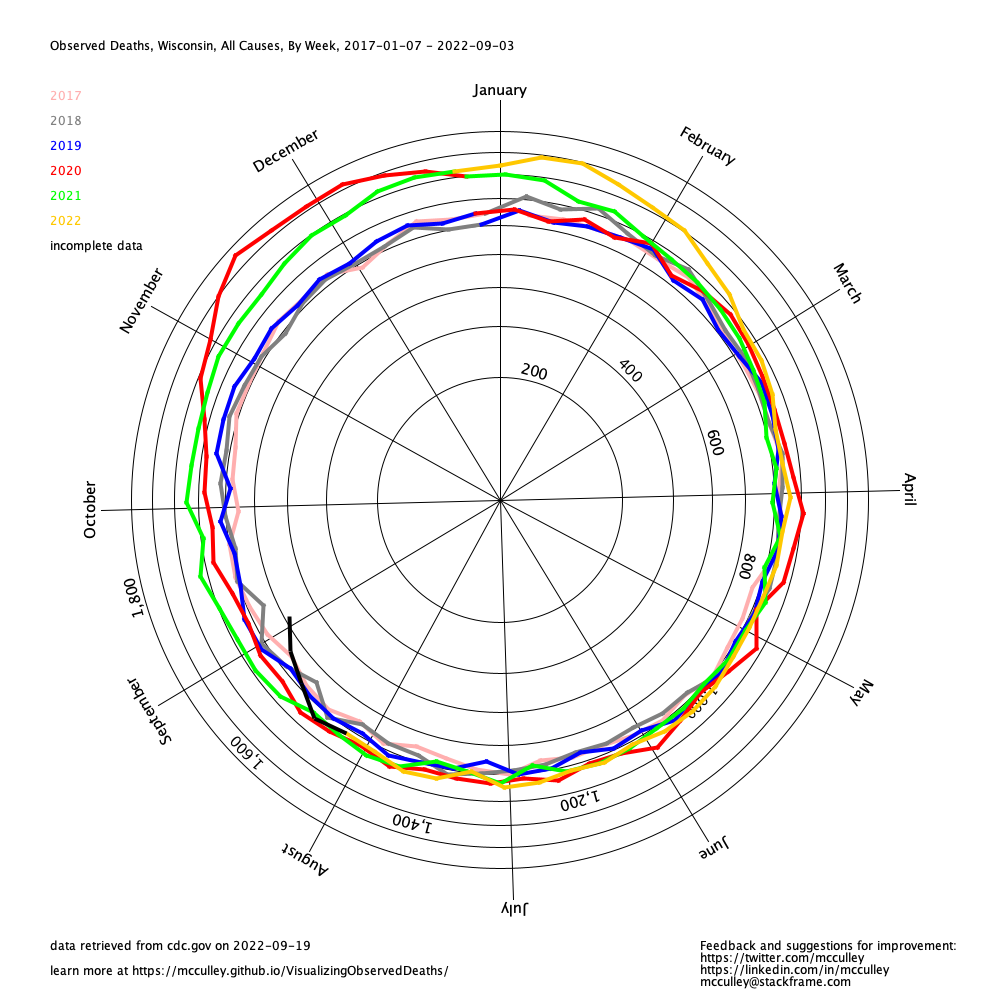 Observed Deaths, Wisconsin, All Causes, By Week, 2017-01-07 - 2022-09-03
January
2017
2018
2019
2020
2021
2022
incomplete data
December
February
November
March
200
400
600
October
April
800
1,800
September
May
1,600
1,400
1,200
August
June
July
data retrieved from cdc.gov on 2022-09-19
learn more at https://mcculley.github.io/VisualizingObservedDeaths/
Feedback and suggestions for improvement:
https://twitter.com/mcculley
https://linkedin.com/in/mcculley
mcculley@stackframe.com